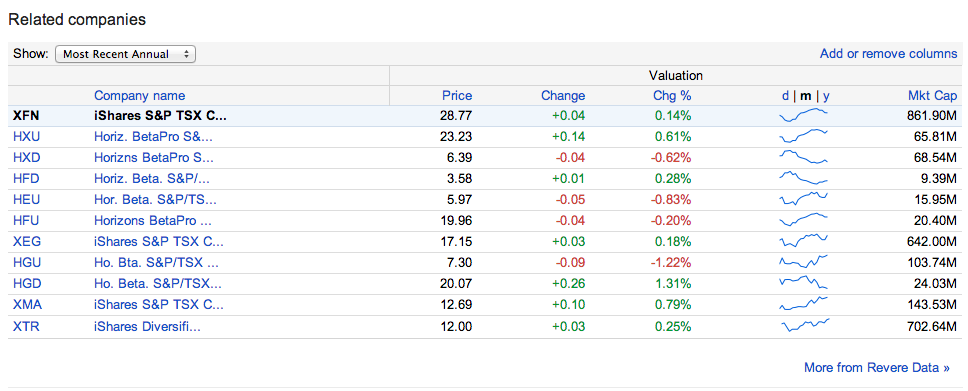 Related companies
Show: Most Recent Annual Add or remove columns
Valuation
Company name Price Change Chg % d | m | y Mkt Cap
XFN iShares S&P TSX C... 28.77 +0.04 0.14% 861.90M
HXU Horiz. BetaPro S&... 23.23 +0.14 0.61% 65.81M
HXD Horizns BetaPro S... 6.39 -0.04 -0.62% 68.54M
HFD Horiz. Beta. S&P/... 3.58 +0.01 0.28% 9.39M
HEU Hor. Beta. S&P/TS... 5.97 -0.05 -0.83% 15.95M
HFU Horizons BetaPro ... 19.96 -0.04 -0.20% 20.40M
XEG iShares S&P TSX C... 17.15 +0.03 0.18% 642.00M
HGU Ho. Bta. S&P/TSX ... 7.30 -0.09 -1.22% 103.74M
HGD Ho. Beta. S&P/TSX... 20.07 +0.26 1.31% 24.03M
XMA iShares S&P TSX C... 12.69 +0.10 0.79% 143.53M
XTR iShares Diversifi... 12.00 +0.03 0.25% 702.64M
More from Revere Data »